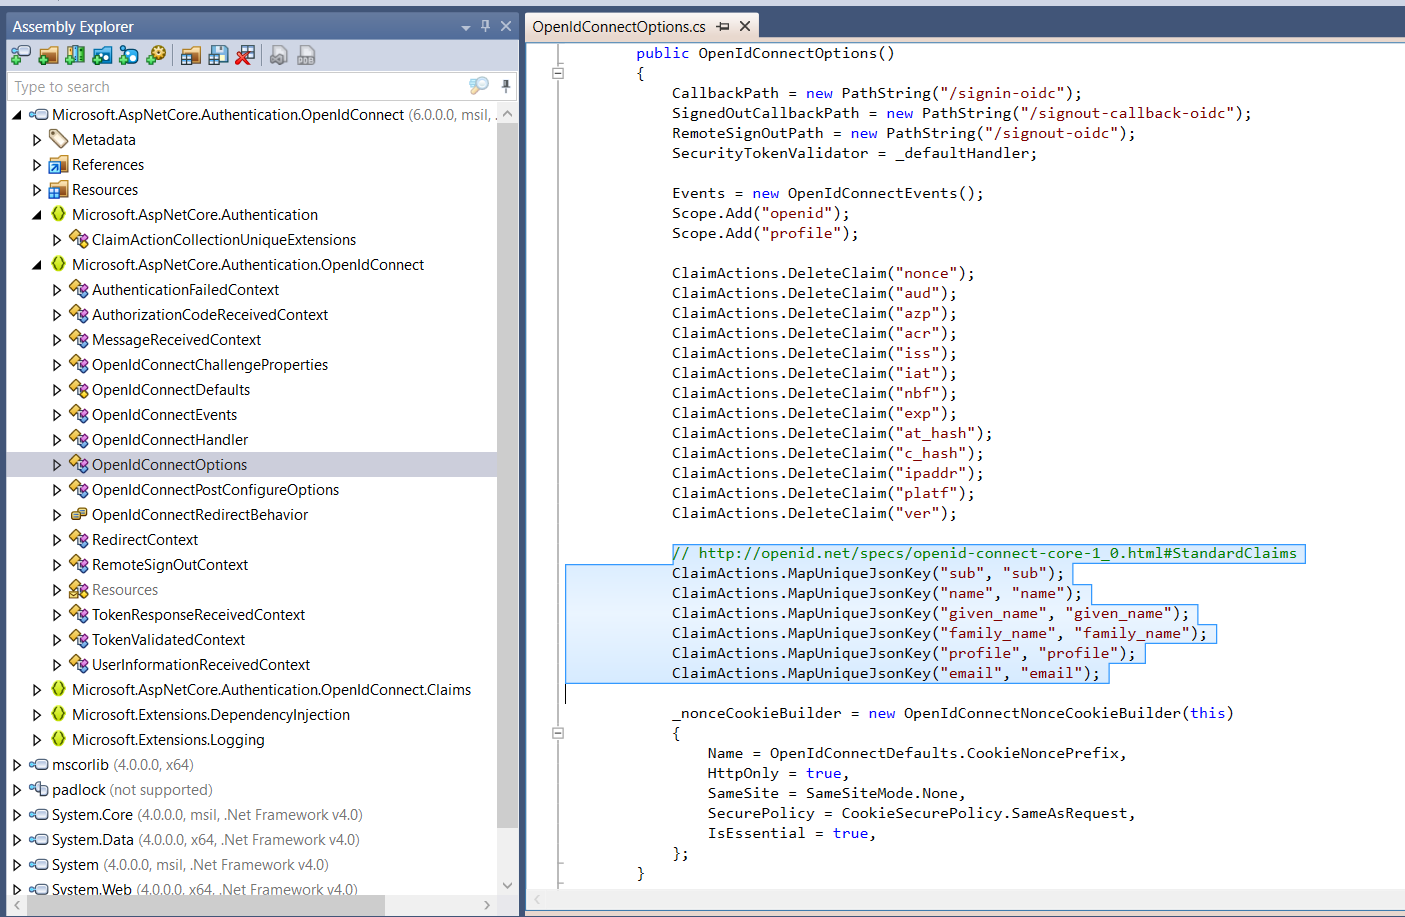 Assembly Explorer
Type to search
Microsoft.AspNetCore.Authentication.OpenIdConnect (6.0.0.0, msil, .
Metadata
References
Resources
Microsoft.AspNetCore.Authentication
ClaimActionCollectionUniqueExtensions
Microsoft.AspNetCore.Authentication.OpenIdConnect
AuthenticationFailedContext
AuthorizationCodeReceivedContext
MessageReceivedContext
OpenIdConnectChallengeProperties
OpenIdConnectDefaults
OpenIdConnectEvents
OpenIdConnectHandler
OpenIdConnectOptions
OpenIdConnectPostConfigureOptions
OpenIdConnectRedirectBehavior
RedirectContext
RemoteSignOutContext
Resources
TokenResponseReceivedContext
TokenValidatedContext
UserInformationReceivedContext
Microsoft.AspNetCore.Authentication.OpenIdConnect.Claims
Microsoft.Extensions.DependencyInjection
Microsoft.Extensions.Logging
mscorlib (4.0.0.0, x64)
padlock (not supported)
System.Core (4.0.0.0, msil, .Net Framework v4.0)
System.Data (4.0.0.0, x64, .Net Framework v4.0)
System (4.0.0.0, msil, .Net Framework v4.0)
System.Web (4.0.0.0, x64, .Net Framework v4.0)
OpenIdConnectOptions.cs
public OpenIdConnectOptions()
{
CallbackPath = new PathString("/signin-oidc");
SignedOutCallbackPath = new PathString("/signout-callback-oidc");
RemoteSignOutPath = new PathString("/signout-oidc");
SecurityTokenValidator = _defaultHandler;
Events = new OpenIdConnectEvents();
Scope.Add("openid");
Scope.Add("profile");
ClaimActions.DeleteClaim("nonce");
ClaimActions.DeleteClaim("aud");
ClaimActions.DeleteClaim("azp");
ClaimActions.DeleteClaim("acr");
ClaimActions.DeleteClaim("iss");
ClaimActions.DeleteClaim("iat");
ClaimActions.DeleteClaim("nbf");
ClaimActions.DeleteClaim("exp");
ClaimActions.DeleteClaim("at_hash");
ClaimActions.DeleteClaim("c_hash");
ClaimActions.DeleteClaim("ipaddr");
ClaimActions.DeleteClaim("platf");
ClaimActions.DeleteClaim("ver");
// http://openid.net/specs/openid-connect-core-1_0.html#StandardClaims
ClaimActions.MapUniqueJsonKey("sub", "sub");
ClaimActions.MapUniqueJsonKey("name", "name");
ClaimActions.MapUniqueJsonKey("given_name", "given_name");
ClaimActions.MapUniqueJsonKey("family_name", "family_name");
ClaimActions.MapUniqueJsonKey("profile", "profile");
ClaimActions.MapUniqueJsonKey("email", "email");
_nonceCookieBuilder = new OpenIdConnectNonceCookieBuilder(this)
{
Name = OpenIdConnectDefaults.CookieNoncePrefix,
HttpOnly = true,
SameSite = SameSiteMode.None,
SecurePolicy = CookieSecurePolicy.SameAsRequest,
IsEssential = true,
};
}